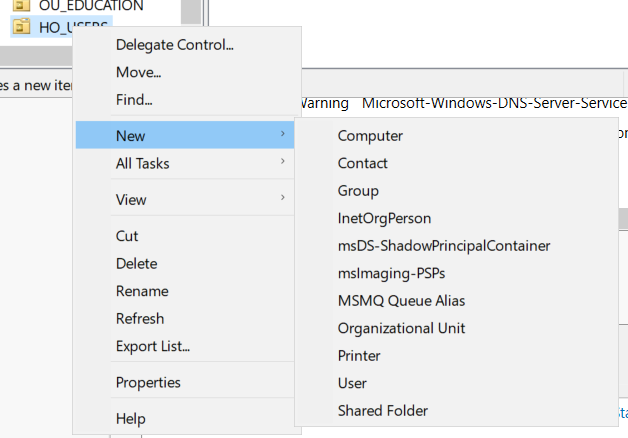 OU_EDUCATION
HO_USERS
Delegate Control...
Move...
es a new iter
Find...
Warning Microsoft-Windows-DNS-Server-Service
New
Computer
All Tasks
Contact
Group
View
InetOrgPerson
Cut
msDS-ShadowPrincipalContainer
Delete
msImaging-PSPs
Rename
MSMQ Queue Alias
Refresh
Organizational Unit
Export List...
Printer
Properties
User
Help
Shared Folder